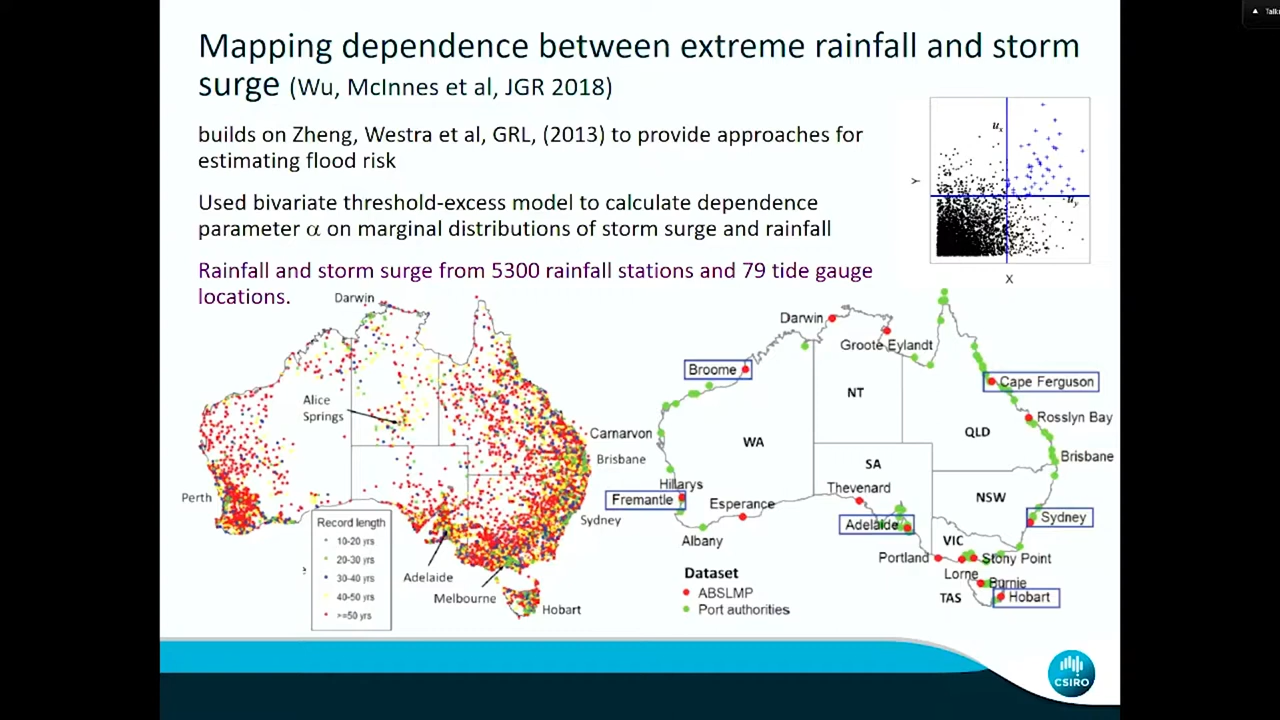 Mapping dependence between extreme rainfall and storm
surge (Wu, McInnes et al, JGR 2018)
builds on Zheng, Westra et al, GRL, (2013) to provide approaches for
estimating flood risk
Used bivariate threshold-excess model to calculate dependence
parameter α on marginal distributions of storm surge and rainfall
Rainfall and storm surge from 5300 rainfall stations and 79 tide gauge
locations.
Y
uₓ
u_y
X
Darwin
Alice
Springs
Perth
Brisbane
Sydney
Adelaide
Melbourne
Hobart
Record length
10-20 yrs
20-30 yrs
30-40 yrs
40-50 yrs
>=50 yrs
Darwin
Groote Eylandt
Broome
Cape Ferguson
NT
Rosslyn Bay
Carnarvon
WA
QLD
Brisbane
SA
Hillarys
Thevenard
Fremantle
Esperance
NSW
Sydney
Adelaide
Albany
VIC
Portland
Stony Point
Lorne
Burnie
TAS
Hobart
Dataset
ABSLMP
Port authorities
CSIRO